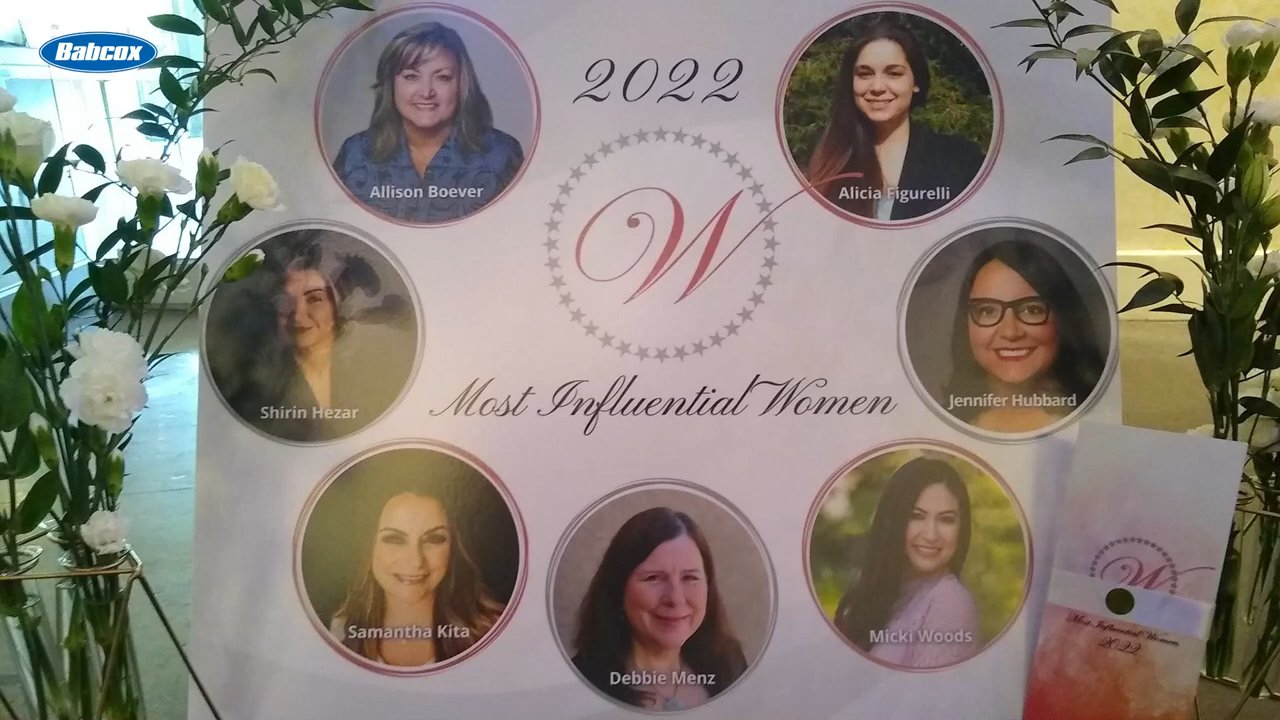 Babcox
2022
Allison Boever
Alicia Figurelli
W
Shirin Hezar
Jennifer Hubbard
Most Influential Women
Samantha Kita
Micki Woods
Debbie Menz
W
Most Influential Women
2022